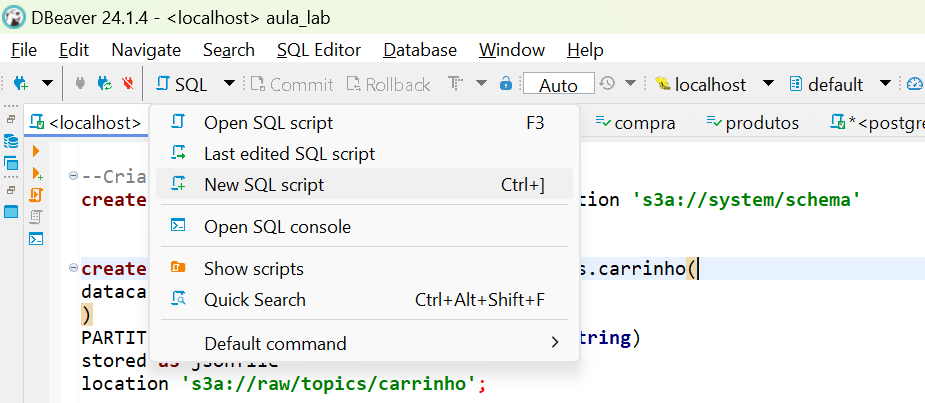 DBeaver 24.1.4 - <localhost> aula_lab
File Edit Navigate Search SQL Editor Database Window Help
SQL Commit Rollback Auto localhost default
<localhost> compra produtos *<postgre
Open SQL script F3
Last edited SQL script
New SQL script Ctrl+]
Open SQL console
Show scripts
Quick Search Ctrl+Alt+Shift+F
Default command
--Cria
create tion 's3a://system/schema'
create s.carrinho(
dataca
)
PARTIT tring)
stored as jsonfile
location 's3a://raw/topics/carrinho';